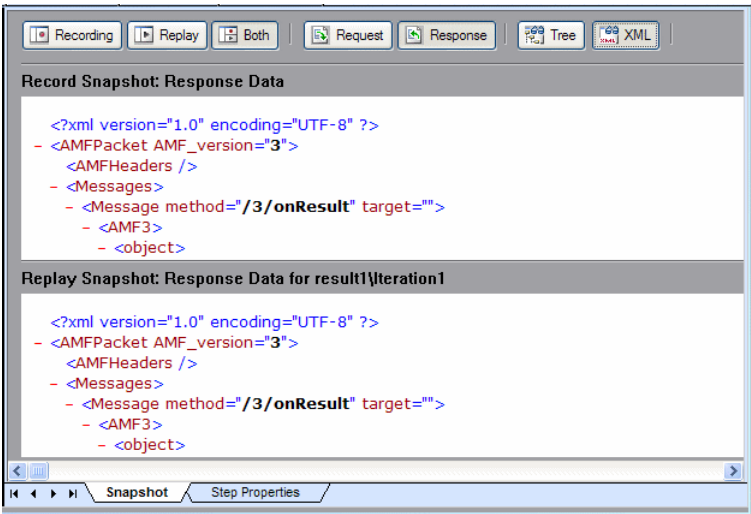 Recording Replay Both Request Response Tree XML
Record Snapshot: Response Data
<?xml version="1.0" encoding="UTF-8" ?>
– <AMFPacket AMF_version="3">
<AMFHeaders />
– <Messages>
– <Message method="/3/onResult" target="">
– <AMF3>
– <object>
Replay Snapshot: Response Data for result1\Iteration1
<?xml version="1.0" encoding="UTF-8" ?>
– <AMFPacket AMF_version="3">
<AMFHeaders />
– <Messages>
– <Message method="/3/onResult" target="">
– <AMF3>
– <object>
Snapshot Step Properties